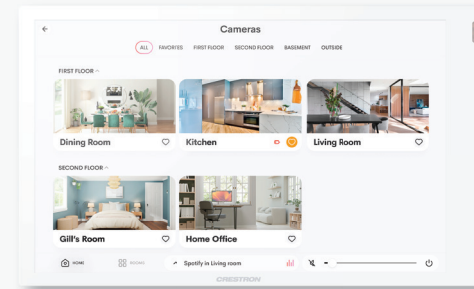 Cameras
ALL FAVORITES FIRST FLOOR SECOND FLOOR BASEMENT OUTSIDE
FIRST FLOOR
Dining Room Kitchen Living Room
SECOND FLOOR
Gill's Room Home Office
HOME ROOMS Spotify in Living room
CRESTRON